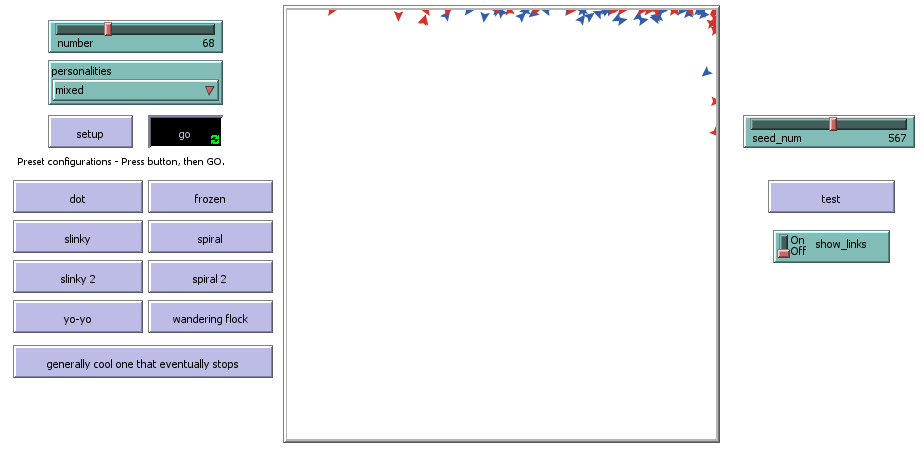 number 68
personalities
mixed
setup
go
Preset configurations - Press button, then GO.
dot
frozen
slinky
spiral
slinky 2
spiral 2
yo-yo
wandering flock
generally cool one that eventually stops
seed_num 567
test
On
Off
show_links